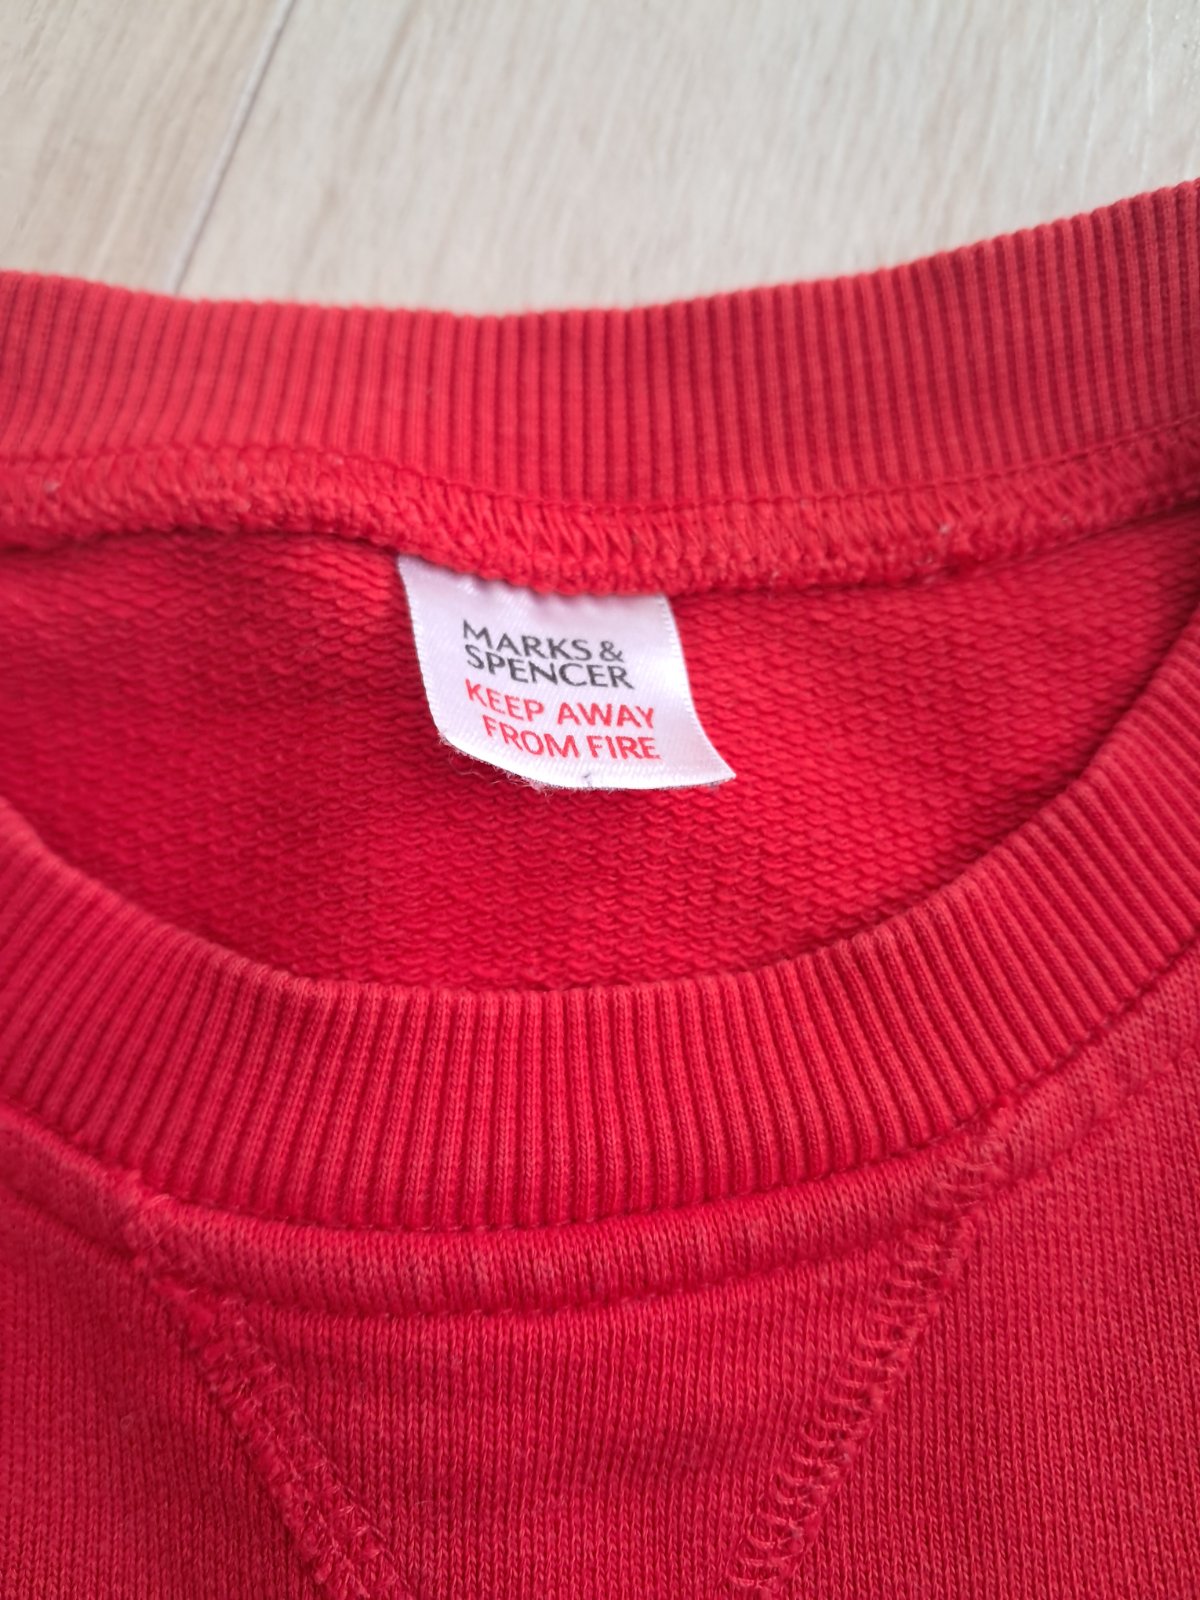 MARKS &
SPENCER
KEEP AWAY
FROM FIRE